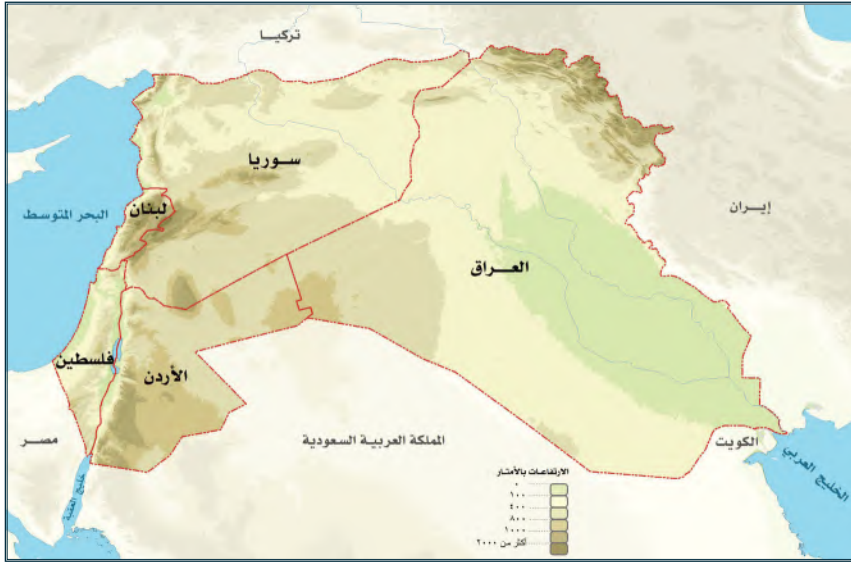 تركيا
سوريا
لبنان
البحر المتوسط
إيران
العراق
فلسطين
الأردن
مصر
المملكة العربية السعودية
الكويت
الخليج العربي
خليج العقبة
الارتفاعات بالأمتار
٠
١٠٠
٤٠٠
٨٠٠
١٠٠٠
أكثر من ٢٠٠٠